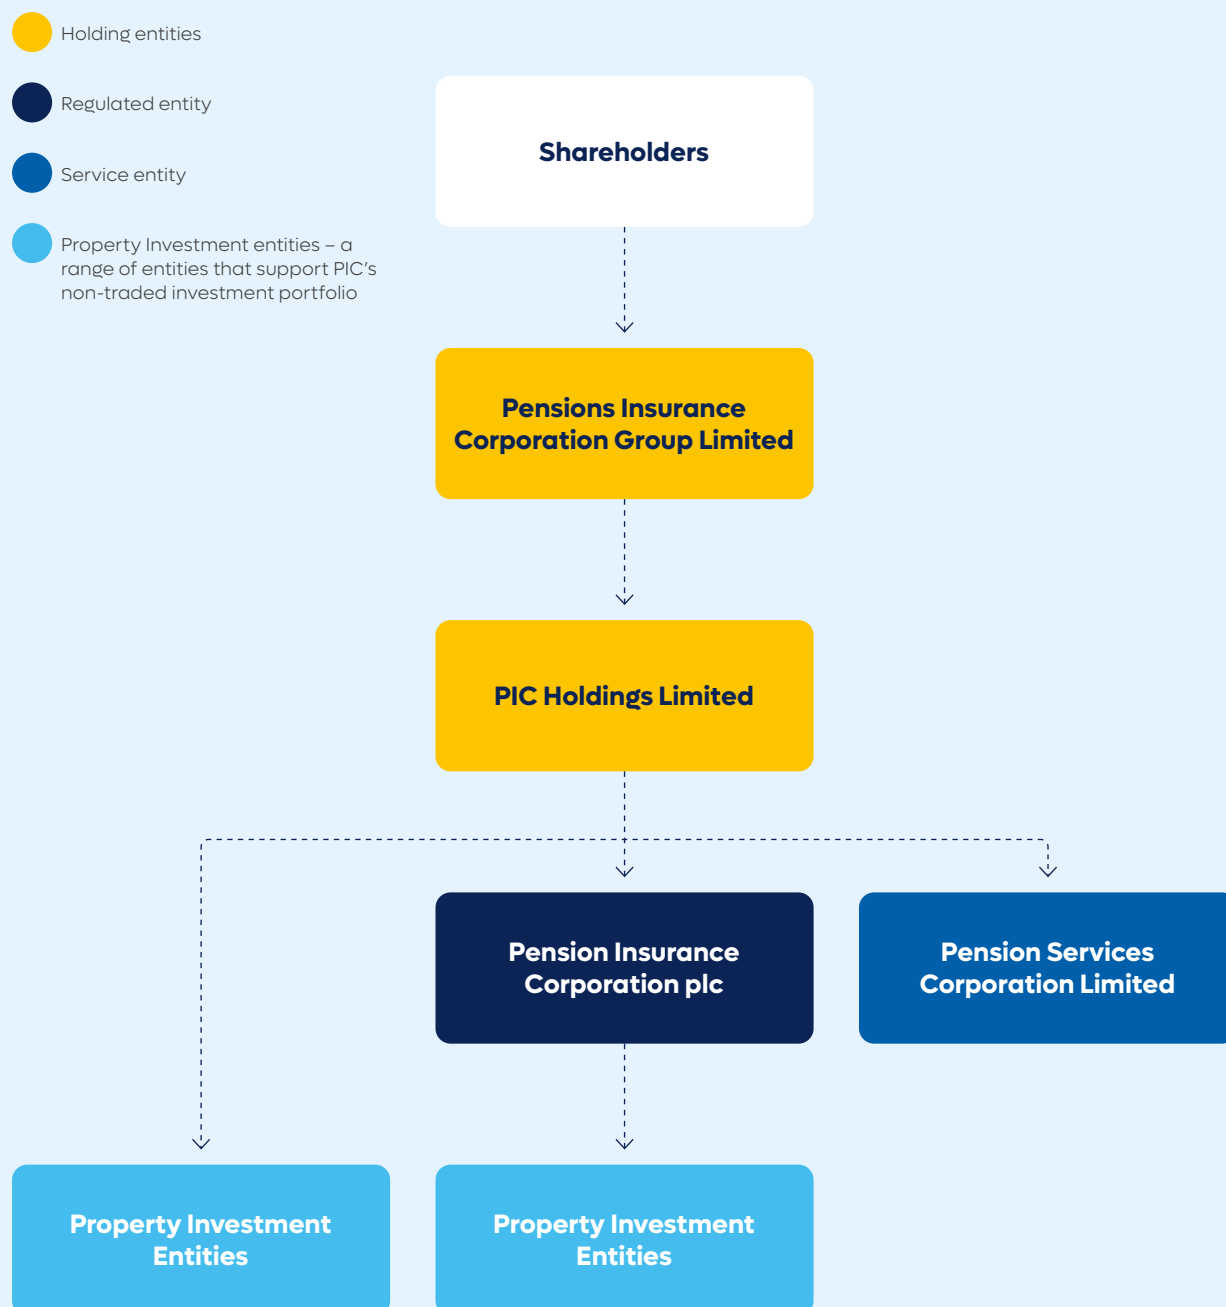 Holding entities
Regulated entity
Service entity
Property Investment entities – a
range of entities that support PIC’s
non-traded investment portfolio
Shareholders
Pensions Insurance
Corporation Group Limited
PIC Holdings Limited
Pension Insurance
Corporation plc
Pension Services
Corporation Limited
Property Investment
Entities
Property Investment
Entities